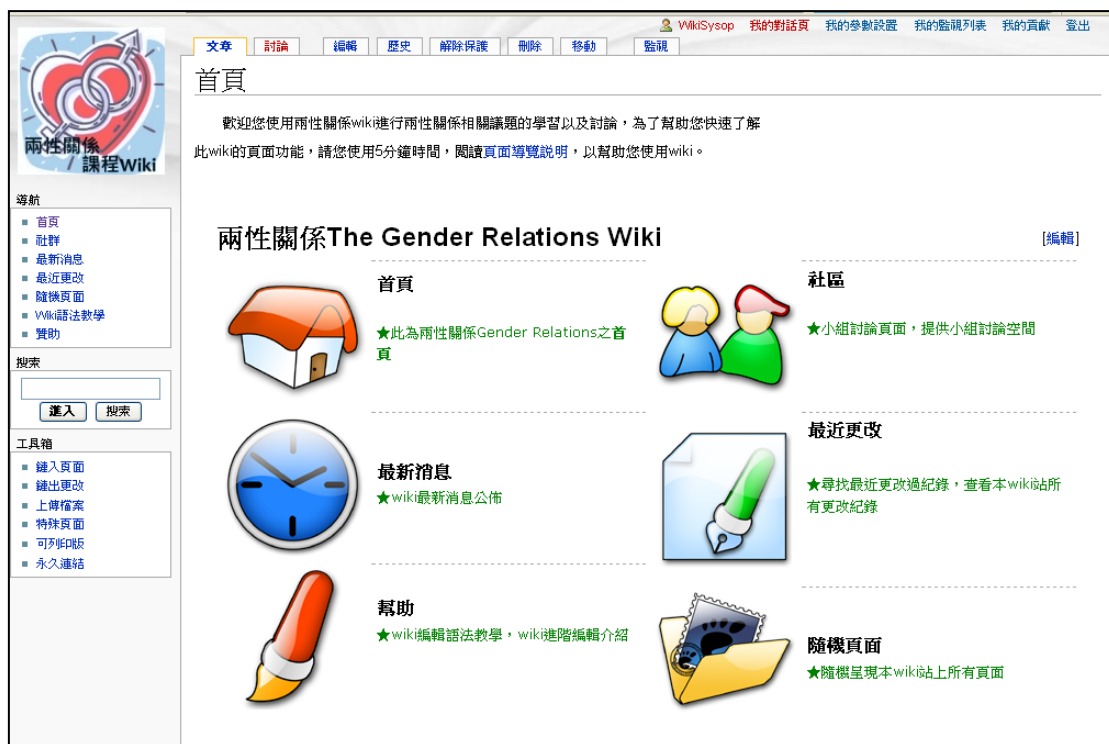 WikiSysop 我的對話頁 我的參數設置 我的監視列表 我的貢獻 登出
文章 討論 編輯 歷史 解除保護 刪除 移動 監視
兩性關係
課程Wiki
首頁
歡迎您使用兩性關係wiki進行兩性關係相關議題的學習以及討論，為了幫助您快速了解
此wiki的頁面功能，請您使用5分鐘時間，閱讀頁面導覽説明，以幫助您使用wiki。
導航
首頁
社群
最新消息
最近更改
隨機頁面
Wiki語法教學
贊助
搜索
進入 搜索
工具箱
鏈入頁面
鏈出更改
上傳檔案
特殊頁面
可列印版
永久連結
兩性關係The Gender Relations Wiki [編輯]
首頁
★此為兩性關係Gender Relations之首
頁
社區
★小組討論頁面，提供小組討論空間
最新消息
★wiki最新消息公佈
最近更改
★尋找最近更改過紀錄，查看本wiki站所
有更改紀錄
幫助
★wiki編輯語法教學，wiki進階編輯介紹
隨機頁面
★隨機呈現本wiki站上所有頁面